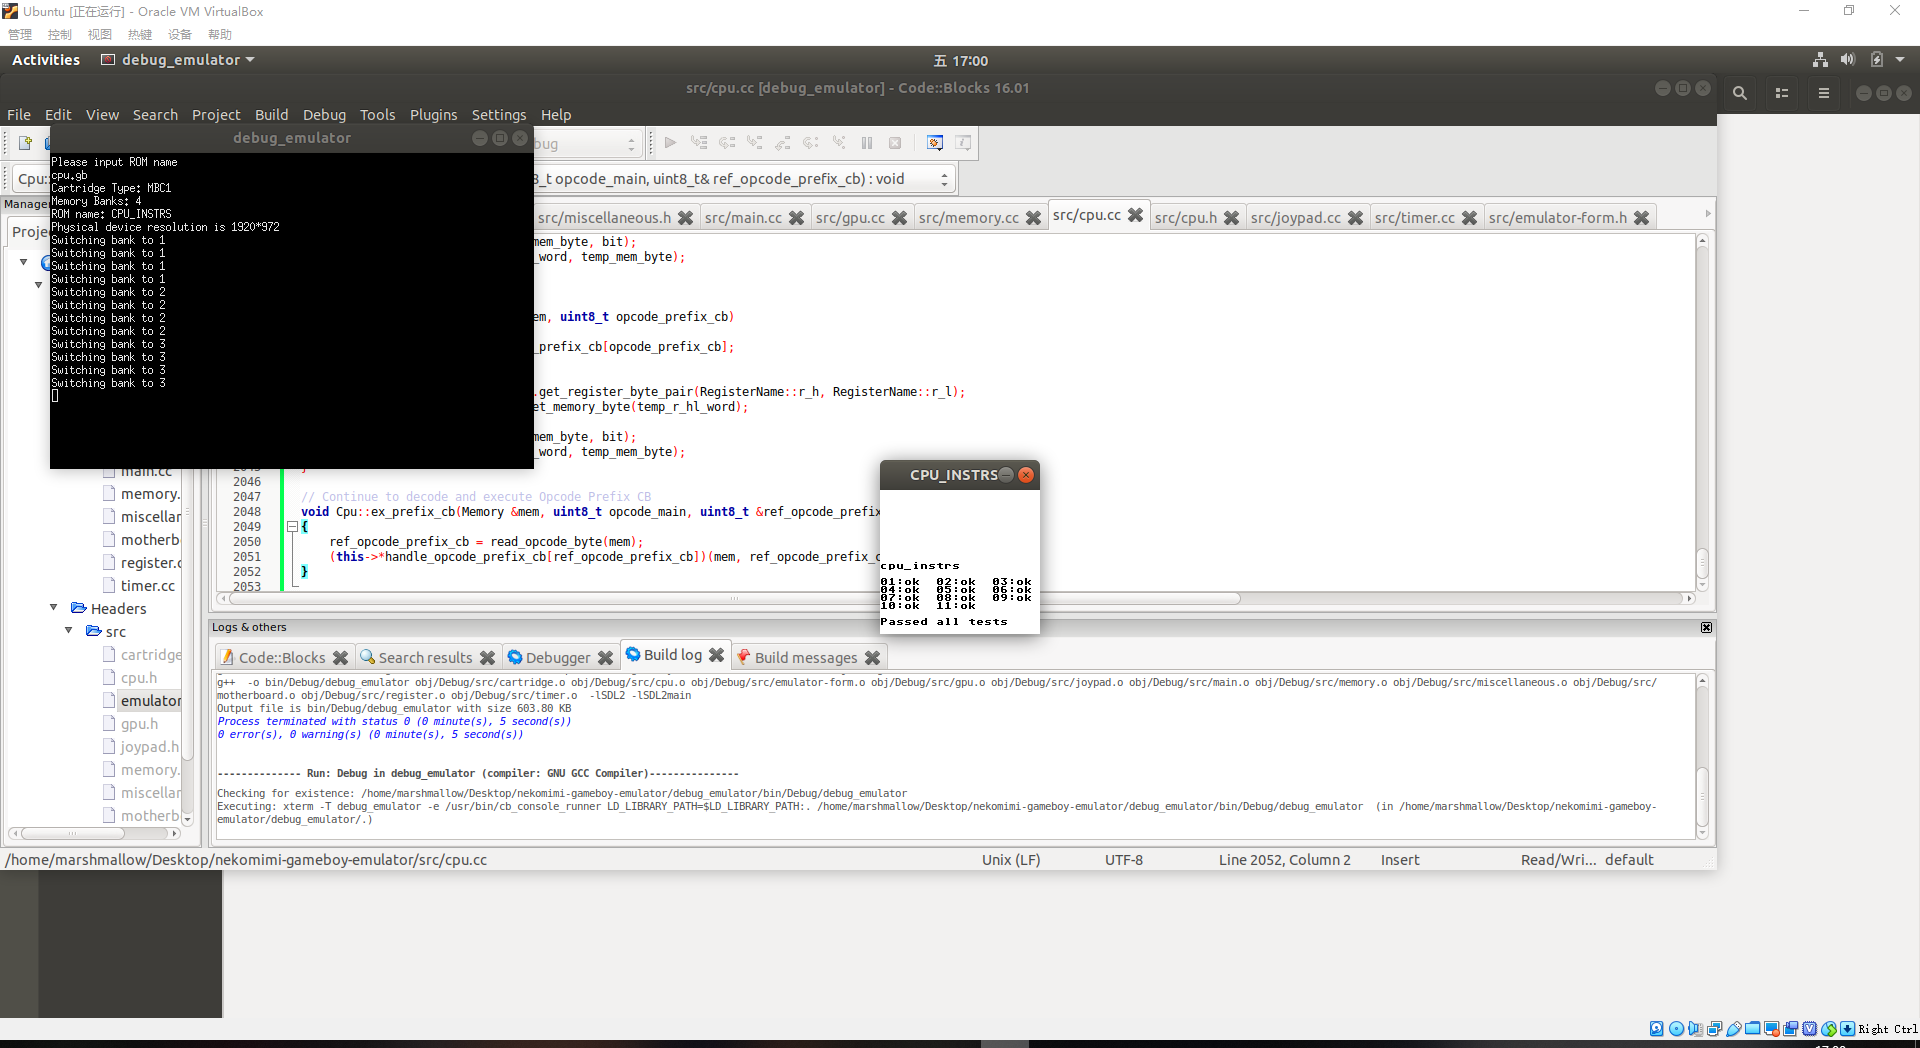 Ubuntu [正在运行] - Oracle VM VirtualBox
管理 控制 视图 热键 设备 帮助
Activities debug_emulator 五 17:00
src/cpu.cc [debug_emulator] - Code::Blocks 16.01
File Edit View Search Project Build Debug Tools Plugins Settings Help
debug_emulator
Please input ROM name
cpu.gb
Cartridge Type: MBC1
Memory Banks: 4
ROM name: CPU_INSTRS
Physical device resolution is 1920*972
Switching bank to 1
Switching bank to 1
Switching bank to 1
Switching bank to 1
Switching bank to 2
Switching bank to 2
Switching bank to 2
Switching bank to 2
Switching bank to 3
Switching bank to 3
Switching bank to 3
Switching bank to 3
bug
Cpu:
8_t opcode_main, uint8_t& ref_opcode_prefix_cb) : void
Manage
Proje
src/miscellaneous.h src/main.cc src/gpu.cc src/memory.cc src/cpu.cc src/cpu.h src/joypad.cc src/timer.cc src/emulator-form.h
mem_byte, bit);
_word, temp_mem_byte);
em, uint8_t opcode_prefix_cb)
_prefix_cb[opcode_prefix_cb];
.get_register_byte_pair(RegisterName::r_h, RegisterName::r_l);
et_memory_byte(temp_r_hl_word);
mem_byte, bit);
_word, temp_mem_byte);
2046
2047 // Continue to decode and execute Opcode Prefix CB
2048 void Cpu::ex_prefix_cb(Memory &mem, uint8_t opcode_main, uint8_t &ref_opcode_prefix
2049 {
2050 ref_opcode_prefix_cb = read_opcode_byte(mem);
2051 (this->*handle_opcode_prefix_cb[ref_opcode_prefix_cb])(mem, ref_opcode_prefix_c
2052 }
2053
main.cc
memory.
miscellar
motherb
register.c
timer.cc
Headers
src
cartridge
cpu.h
emulator
gpu.h
joypad.h
memory.
miscellar
motherb
CPU_INSTRS
cpu_instrs
01:ok 02:ok 03:ok
04:ok 05:ok 06:ok
07:ok 08:ok 09:ok
10:ok 11:ok
Passed all tests
Logs & others
Code::Blocks Search results Debugger Build log Build messages
g++ -o bin/Debug/debug_emulator obj/Debug/src/cartridge.o obj/Debug/src/cpu.o obj/Debug/src/emulator-form.o obj/Debug/src/gpu.o obj/Debug/src/joypad.o obj/Debug/src/main.o obj/Debug/src/memory.o obj/Debug/src/miscellaneous.o obj/Debug/src/
motherboard.o obj/Debug/src/register.o obj/Debug/src/timer.o -lSDL2 -lSDL2main
Output file is bin/Debug/debug_emulator with size 603.80 KB
Process terminated with status 0 (0 minute(s), 5 second(s))
0 error(s), 0 warning(s) (0 minute(s), 5 second(s))
-------------- Run: Debug in debug_emulator (compiler: GNU GCC Compiler)---------------
Checking for existence: /home/marshmallow/Desktop/nekomimi-gameboy-emulator/debug_emulator/bin/Debug/debug_emulator
Executing: xterm -T debug_emulator -e /usr/bin/cb_console_runner LD_LIBRARY_PATH=$LD_LIBRARY_PATH:. /home/marshmallow/Desktop/nekomimi-gameboy-emulator/debug_emulator/bin/Debug/debug_emulator (in /home/marshmallow/Desktop/nekomimi-gameboy-
emulator/debug_emulator/.)
/home/marshmallow/Desktop/nekomimi-gameboy-emulator/src/cpu.cc Unix (LF) UTF-8 Line 2052, Column 2 Insert Read/Wri... default
Right Ctrl